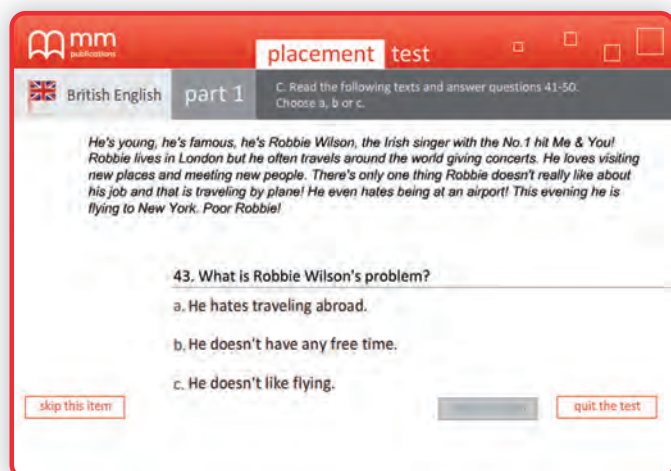 mm
publications
placement test
British English
part 1
C. Read the following texts and answer questions 41-50.
Choose a, b or c.
He's young, he's famous, he's Robbie Wilson, the Irish singer with the No.1 hit Me & You!
Robbie lives in London but he often travels around the world giving concerts. He loves visiting
new places and meeting new people. There's only one thing Robbie doesn't really like about
his job and that is traveling by plane! He even hates being at an airport! This evening he is
flying to New York. Poor Robbie!
43. What is Robbie Wilson's problem?
a. He hates traveling abroad.
b. He doesn't have any free time.
c. He doesn't like flying.
skip this item
quit the test